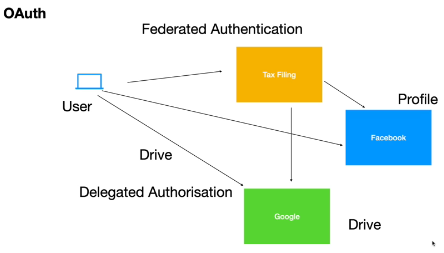 OAuth
Federated Authentication
Tax Filing
User
Profile
Facebook
Drive
Delegated Authorisation
Google
Drive